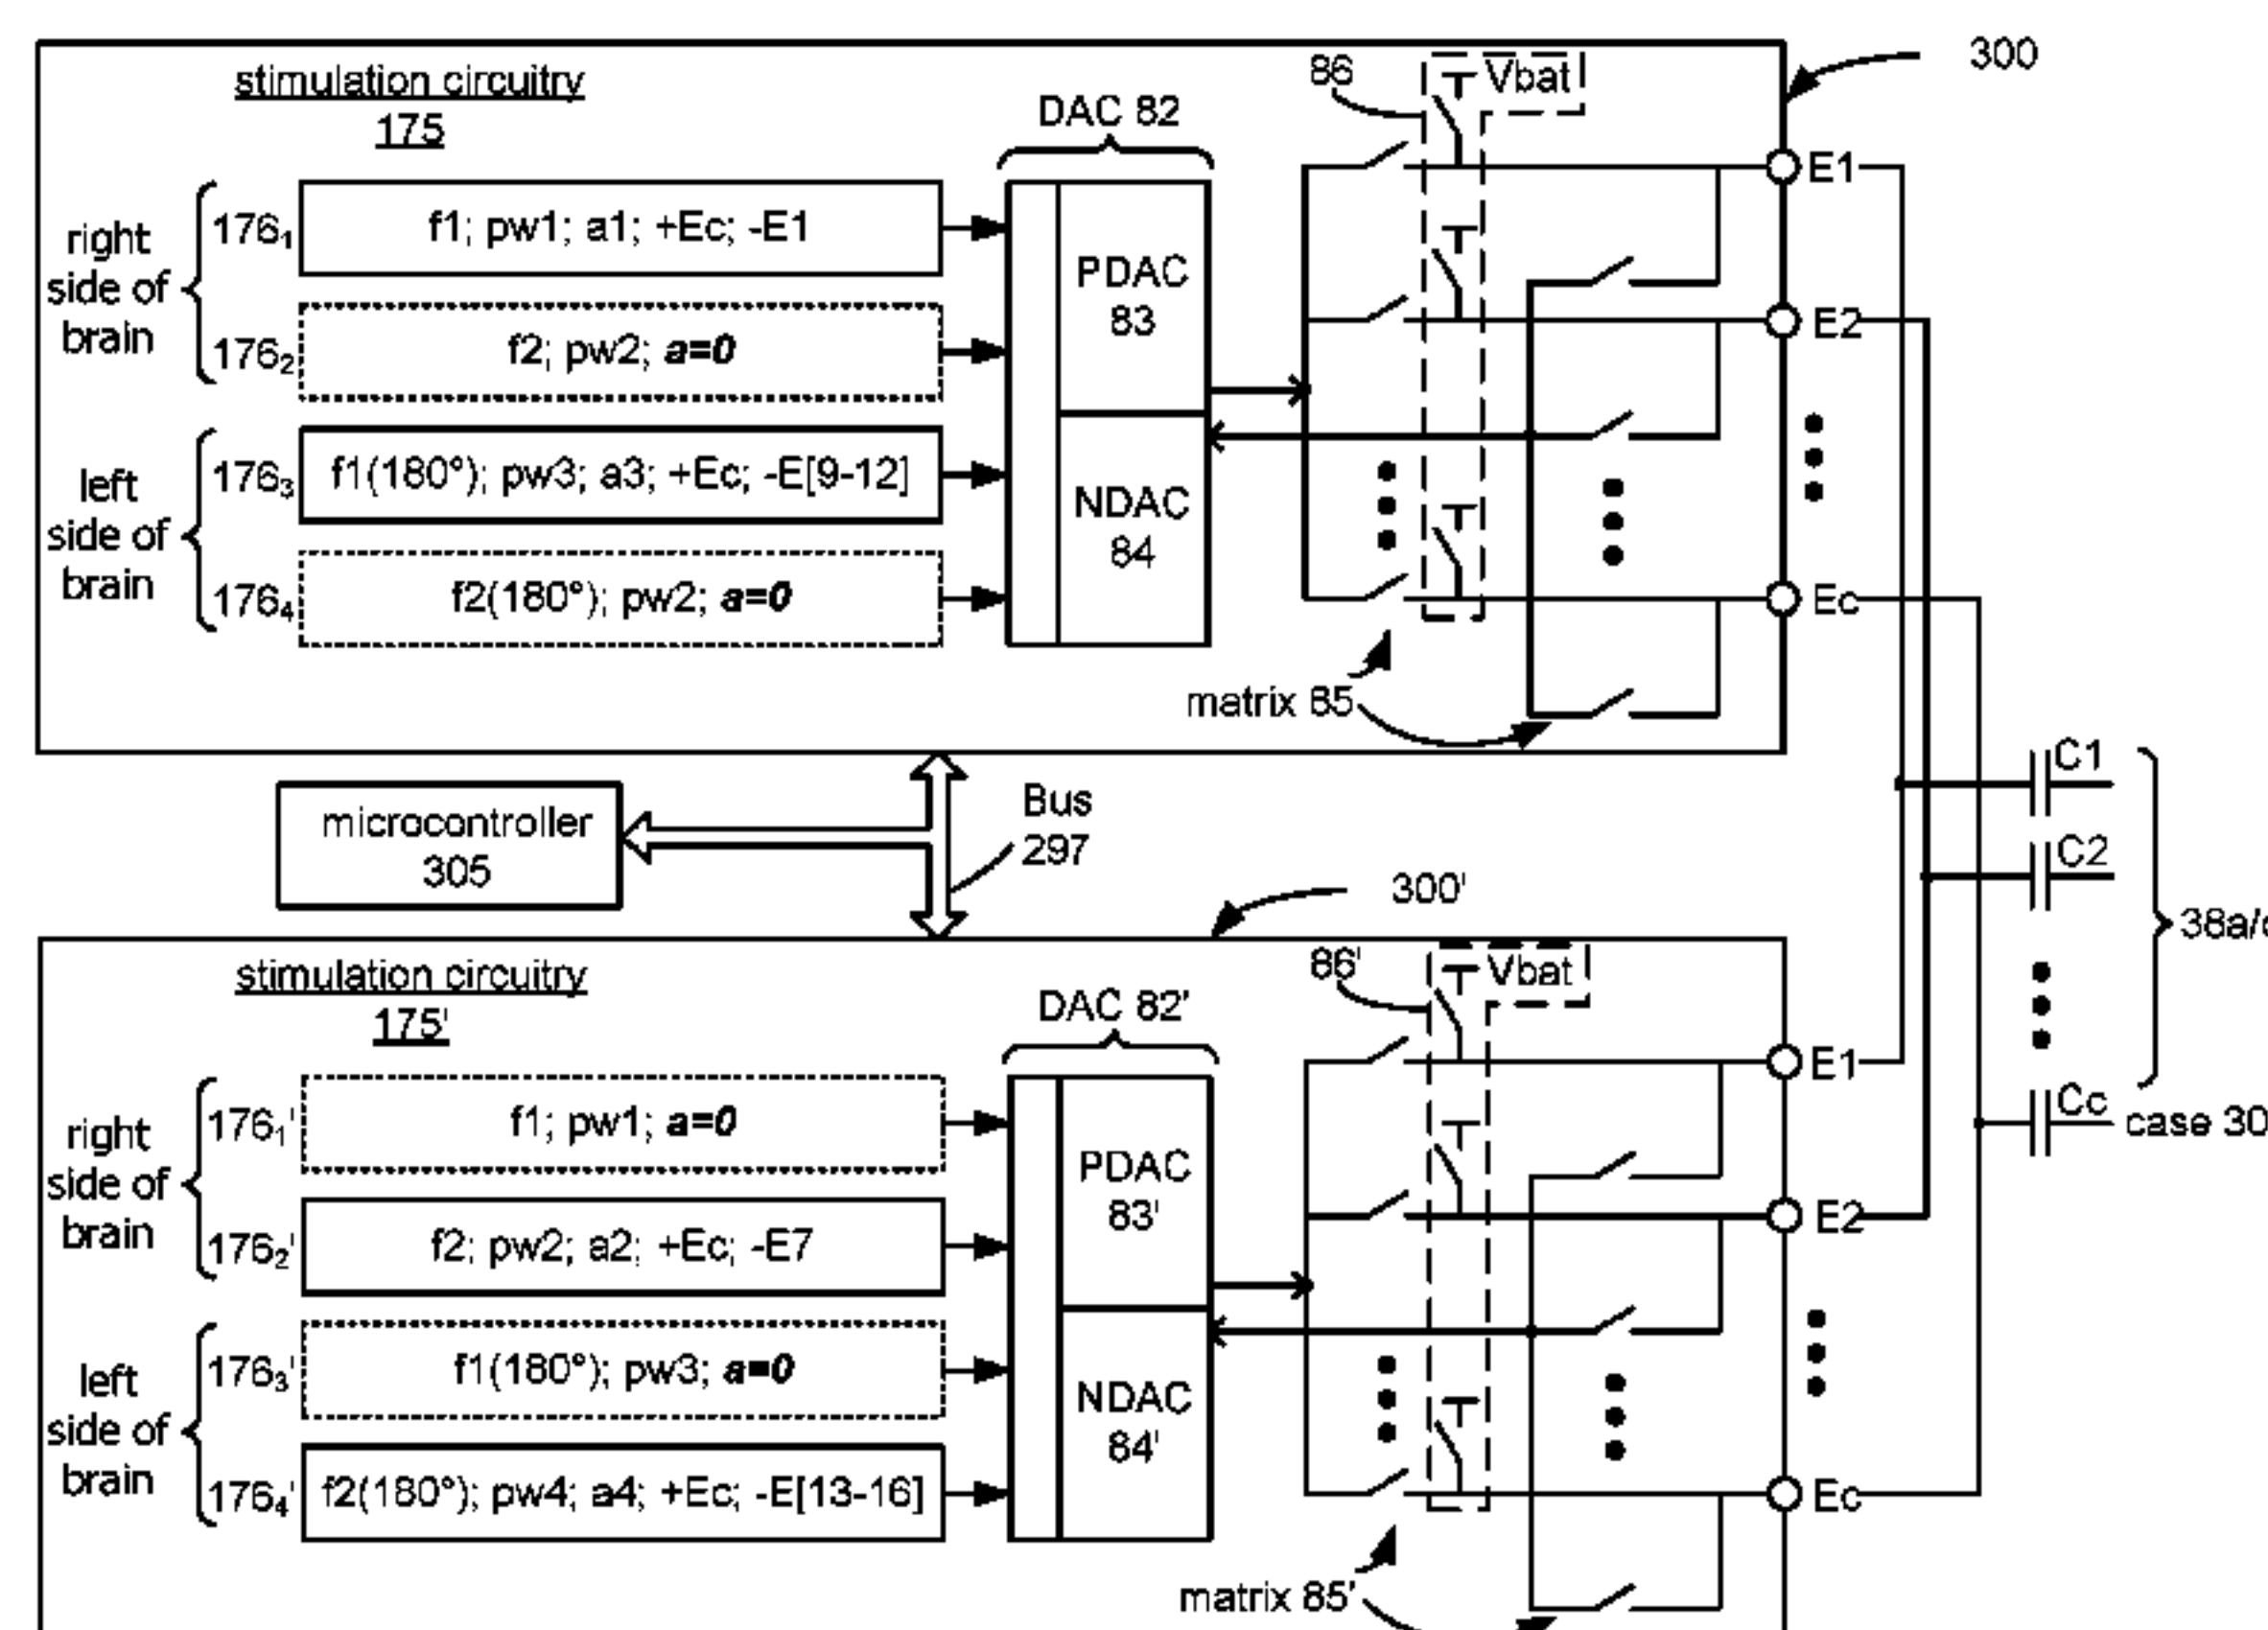 stimulation circuitry
175
DAC 82
86
Vbat
300
right side of brain
176₁
f1; pw1; a1; +Ec; -E1
176₂
f2; pw2; a=0
left side of brain
176₃
f1(180°); pw3; a3; +Ec; -E[9-12]
176₄
f2(180°); pw2; a=0
PDAC
83
NDAC
84
E1
E2
Ec
matrix 85
microcontroller
305
Bus
297
C1
C2
Cc
case 30
300'
stimulation circuitry
175'
DAC 82'
86'
Vbat
right side of brain
176₁'
f1; pw1; a=0
176₂'
f2; pw2; a2; +Ec; -E7
left side of brain
176₃'
f1(180°); pw3; a=0
176₄'
f2(180°); pw4; a4; +Ec; -E[13-16]
PDAC
83'
NDAC
84'
E1
E2
Ec
matrix 85'